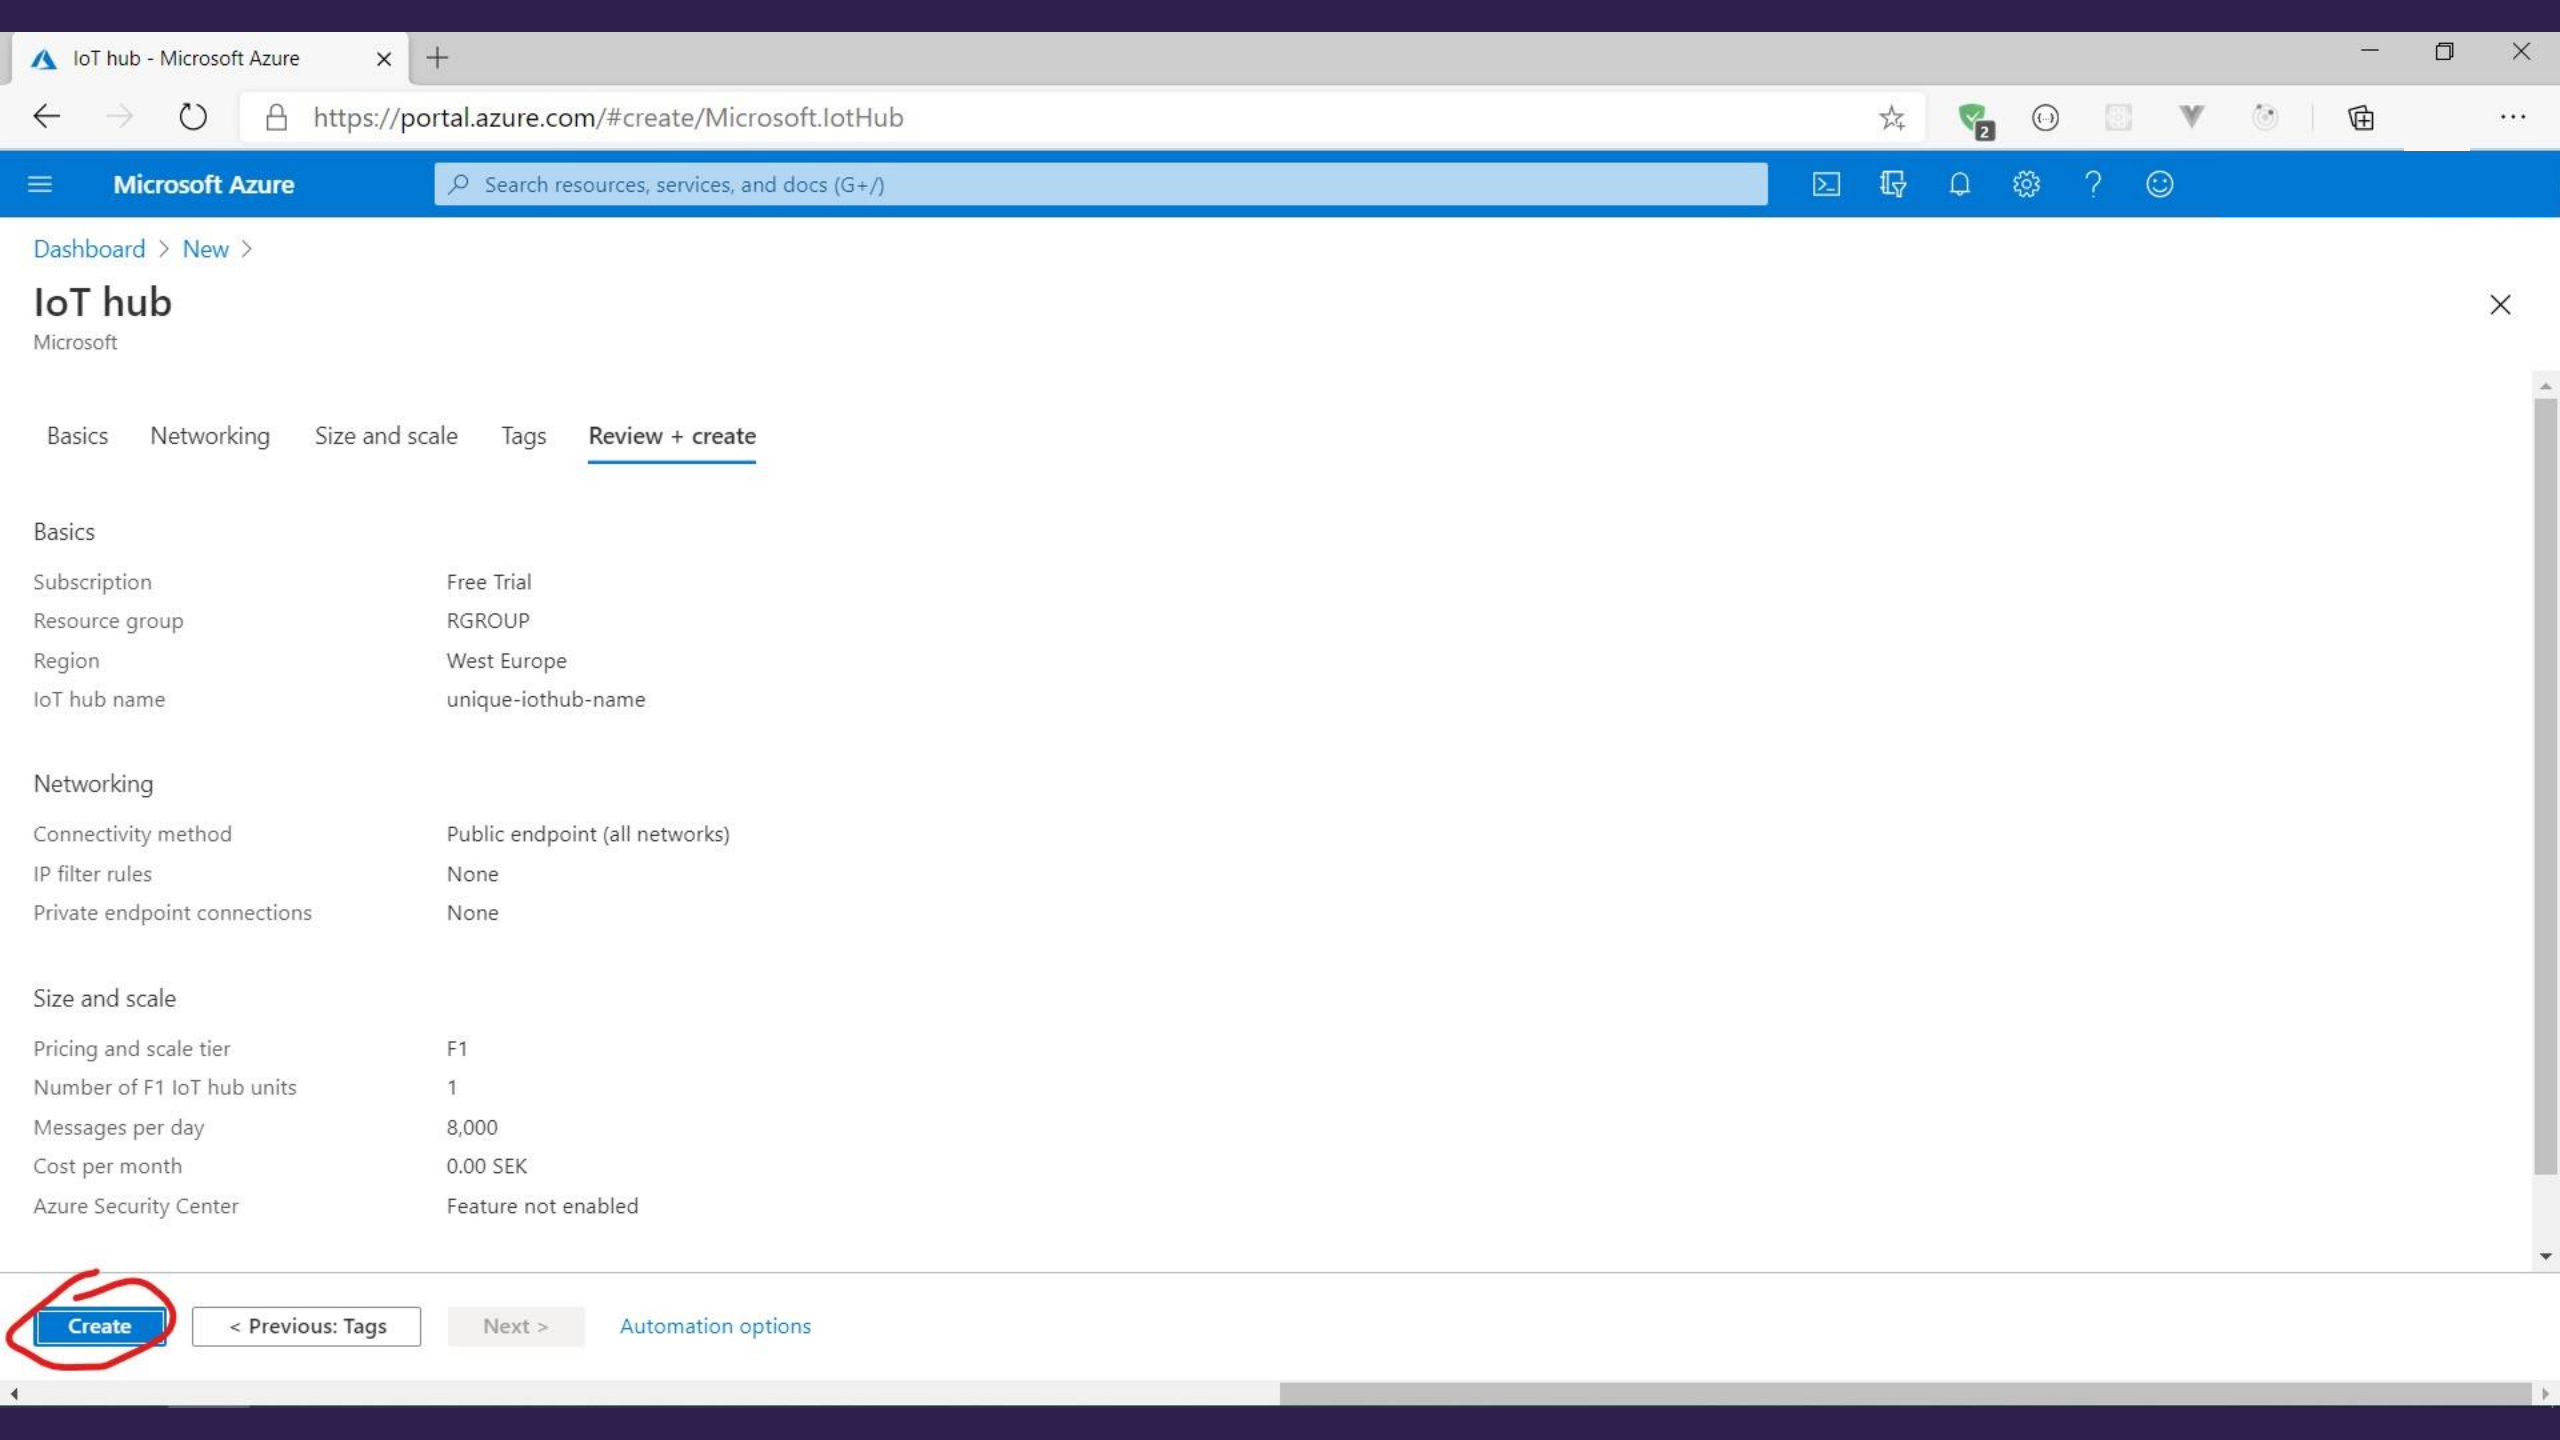 IoT hub - Microsoft Azure
https://portal.azure.com/#create/Microsoft.IotHub
2
Microsoft Azure
Search resources, services, and docs (G+/)
Dashboard > New >
IoT hub
Microsoft
Basics Networking Size and scale Tags Review + create
Basics
Subscription Free Trial
Resource group RGROUP
Region West Europe
IoT hub name unique-iothub-name
Networking
Connectivity method Public endpoint (all networks)
IP filter rules None
Private endpoint connections None
Size and scale
Pricing and scale tier F1
Number of F1 IoT hub units 1
Messages per day 8,000
Cost per month 0.00 SEK
Azure Security Center Feature not enabled
Create < Previous: Tags Next > Automation options